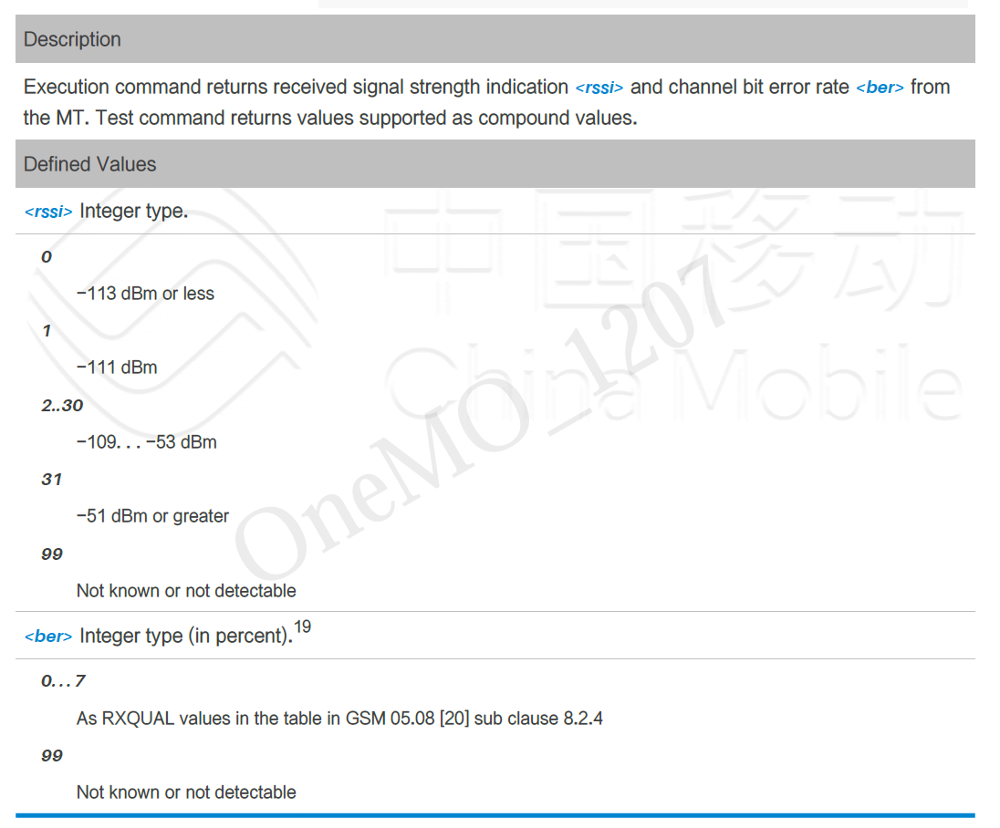 Description
Execution command returns received signal strength indication <rssi> and channel bit error rate <ber> from
the MT. Test command returns values supported as compound values.
Defined Values
<rssi> Integer type.
0
−113 dBm or less
1
−111 dBm
2..30
−109. . . −53 dBm
31
−51 dBm or greater
99
Not known or not detectable
<ber> Integer type (in percent).19
0. . . 7
As RXQUAL values in the table in GSM 05.08 [20] sub clause 8.2.4
99
Not known or not detectable
中国移动
China Mobile
OneMO_1207